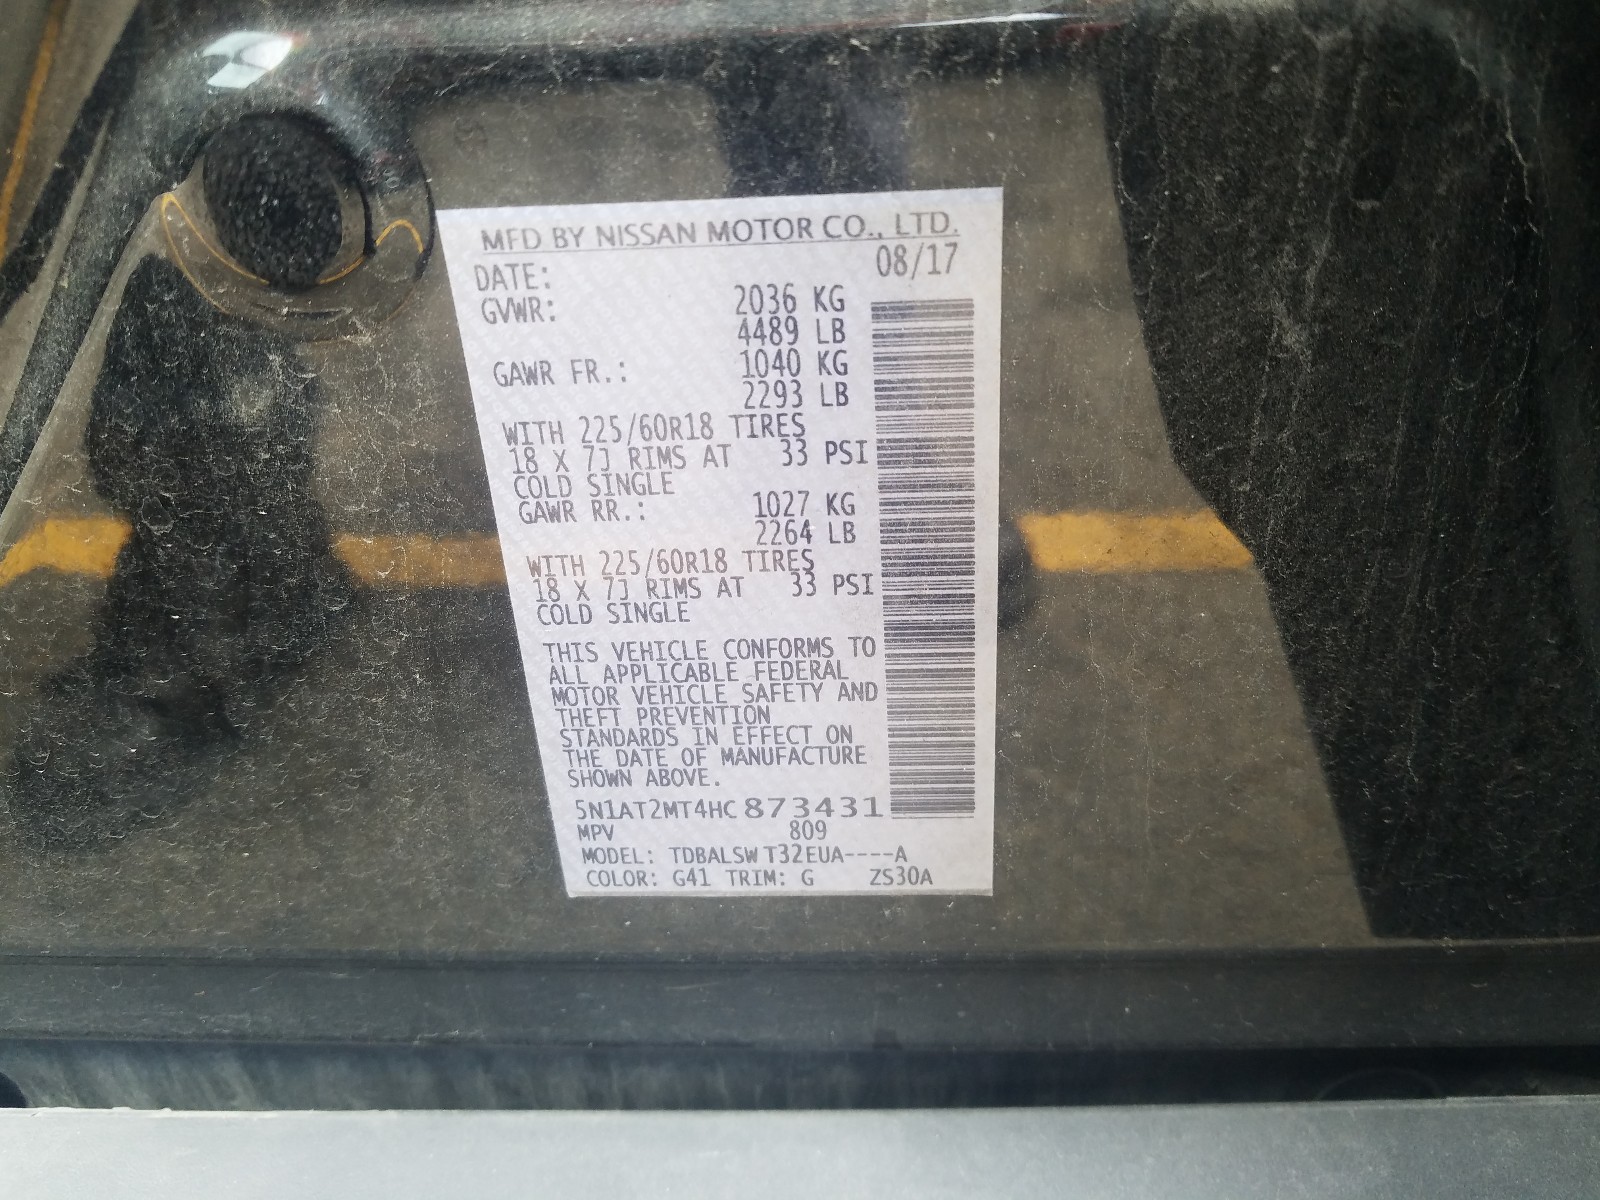 MFD BY NISSAN MOTOR CO., LTD.
DATE: 08/17
GVWR: 2036 KG
4489 LB
GAWR FR.: 1040 KG
2293 LB
WITH 225/60R18 TIRES
18 X 7J RIMS AT 33 PSI
COLD SINGLE
GAWR RR.: 1027 KG
2264 LB
WITH 225/60R18 TIRES
18 X 7J RIMS AT 33 PSI
COLD SINGLE
THIS VEHICLE CONFORMS TO
ALL APPLICABLE FEDERAL
MOTOR VEHICLE SAFETY AND
THEFT PREVENTION
STANDARDS IN EFFECT ON
THE DATE OF MANUFACTURE
SHOWN ABOVE.
5N1AT2MT4HC873431
MPV 809
MODEL: TDBALSW T32EUA----A
COLOR: G41 TRIM: G ZS30A